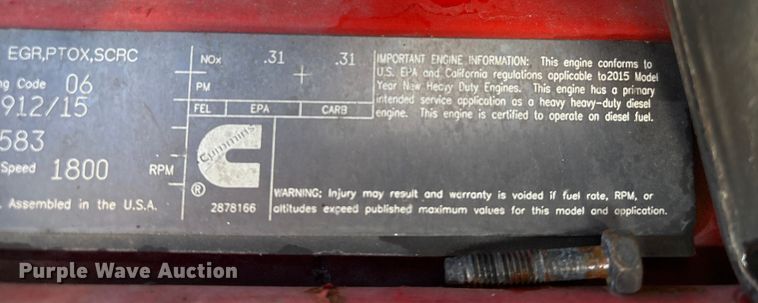 EGR,PTOX,SCRC
ng Code 06
912/15
583
Speed 1800 RPM
. Assembled in the U.S.A.
NOx .31 .31
PM
FEL EPA CARB
Cummins
®
2878166
IMPORTANT ENGINE INFORMATION: This engine conforms to
U.S. EPA and California regulations applicable to2015 Model
Year New Heavy Duty Engines. This engine has a primary
intended service application as a heavy heavy-duty diesel
engine. This engine is certified to operate on diesel fuel.
WARNING: Injury may result and warranty is voided if fuel rate, RPM, or
altitudes exceed published maximum values for this model and application.
Purple Wave Auction